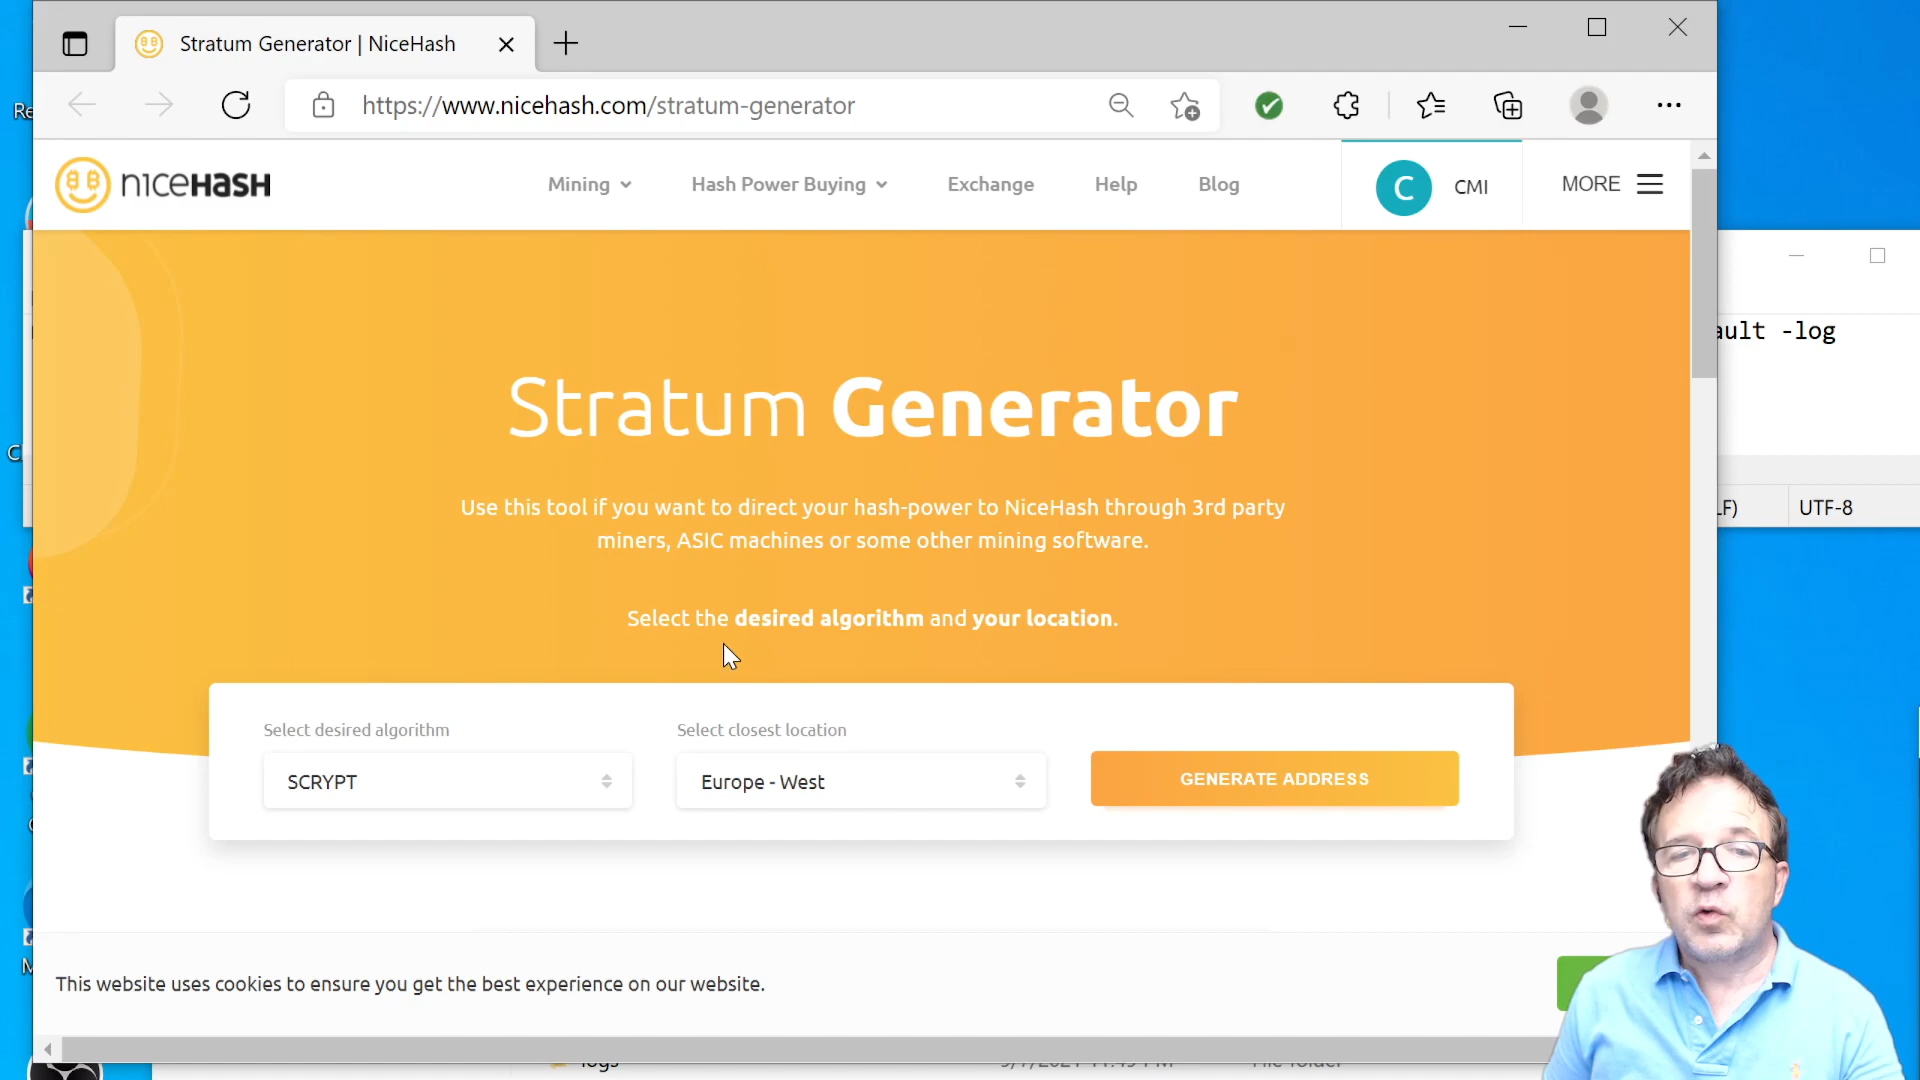 Stratum Generator | NiceHash
https://www.nicehash.com/stratum-generator
NICEHASH
Mining
Hash Power Buying
Exchange
Help
Blog
C
CMI
MORE
ault -log
Stratum Generator
Use this tool if you want to direct your hash-power to NiceHash through 3rd party
miners, ASIC machines or some other mining software.
Select the desired algorithm and your location.
LF)
UTF-8
Select desired algorithm
Select closest location
SCRYPT
Europe - West
GENERATE ADDRESS
This website uses cookies to ensure you get the best experience on our website.
logs